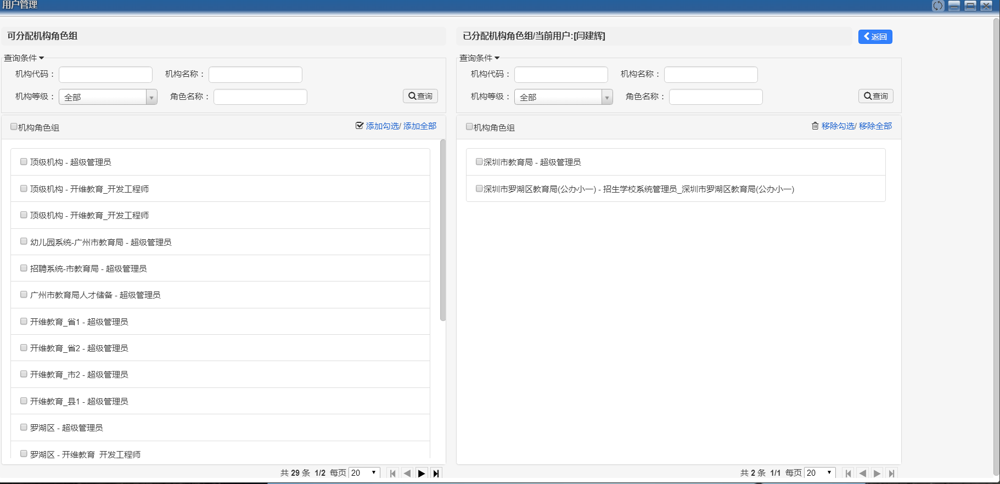 用户管理
可分配机构角色组
查询条件
机构代码：
机构名称：
机构等级：
全部
角色名称：
查询
机构角色组
添加勾选/ 添加全部
顶级机构 - 超级管理员
顶级机构 - 开维教育_开发工程师
顶级机构 - 开维教育_开发工程师
幼儿园系统-广州市教育局 - 超级管理员
招聘系统-市教育局 - 超级管理员
广州市教育局人才储备 - 超级管理员
开维教育_省1 - 超级管理员
开维教育_省2 - 超级管理员
开维教育_市2 - 超级管理员
开维教育_县1 - 超级管理员
罗湖区 - 超级管理员
罗湖区 - 开维教育_开发工程师
共 29 条 1/2 每页 20
已分配机构角色组/当前用户:[闫建辉]
返回
查询条件
机构代码：
机构名称：
机构等级：
全部
角色名称：
查询
机构角色组
移除勾选/ 移除全部
深圳市教育局 - 超级管理员
深圳市罗湖区教育局(公办小一) - 招生学校系统管理员_深圳市罗湖区教育局(公办小一)
共 2 条 1/1 每页 20